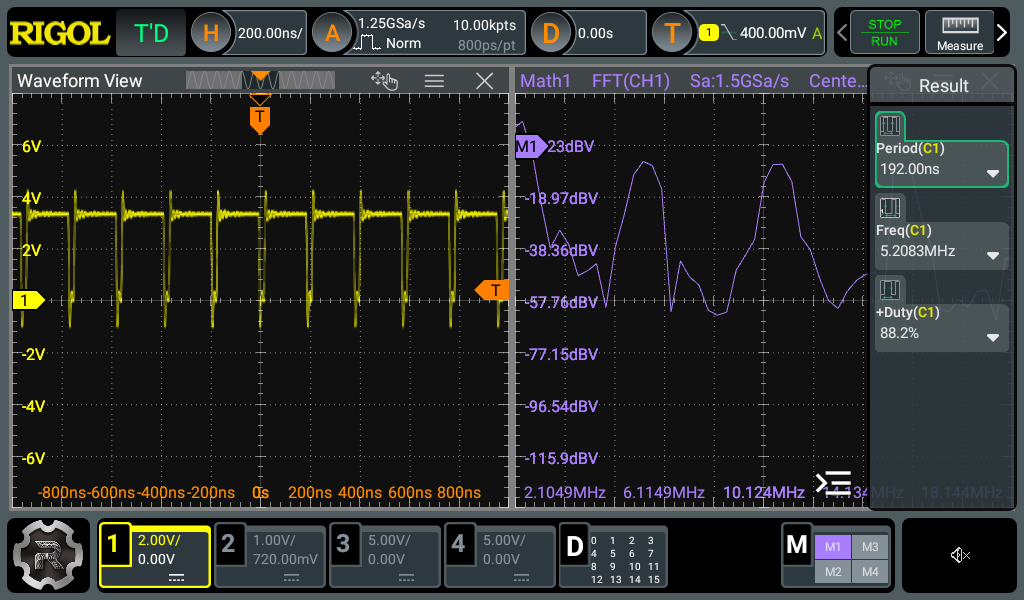 RIGOL T'D H 200.00ns/ A 1.25GSa/s 10.00kpts D 0.00s T 1 400.00mV A STOP
Norm 800pts/pt RUN Measure
Waveform View
Math1 FFT(CH1) Sa:1.5GSa/s Cente...
Result
T
6V
4V
2V
1
-2V
-4V
-6V
T
-800ns -600ns -400ns -200ns 0s 200ns 400ns 600ns 800ns
M1 23dBV
-18.97dBV
-38.36dBV
-57.76dBV
-77.15dBV
-96.54dBV
-115.9dBV
2.1049MHz 6.1149MHz 10.124MHz 14.134MHz 18.144MHz
Period(C1)
192.00ns
Freq(C1)
5.2083MHz
+Duty(C1)
88.2%
1 2.00V/
0.00V
2 1.00V/
720.00mV
3 5.00V/
0.00V
4 5.00V/
0.00V
D 0 1 2 3
4 5 6 7
8 9 10 11
12 13 14 15
M M1 M3
M2 M4
R